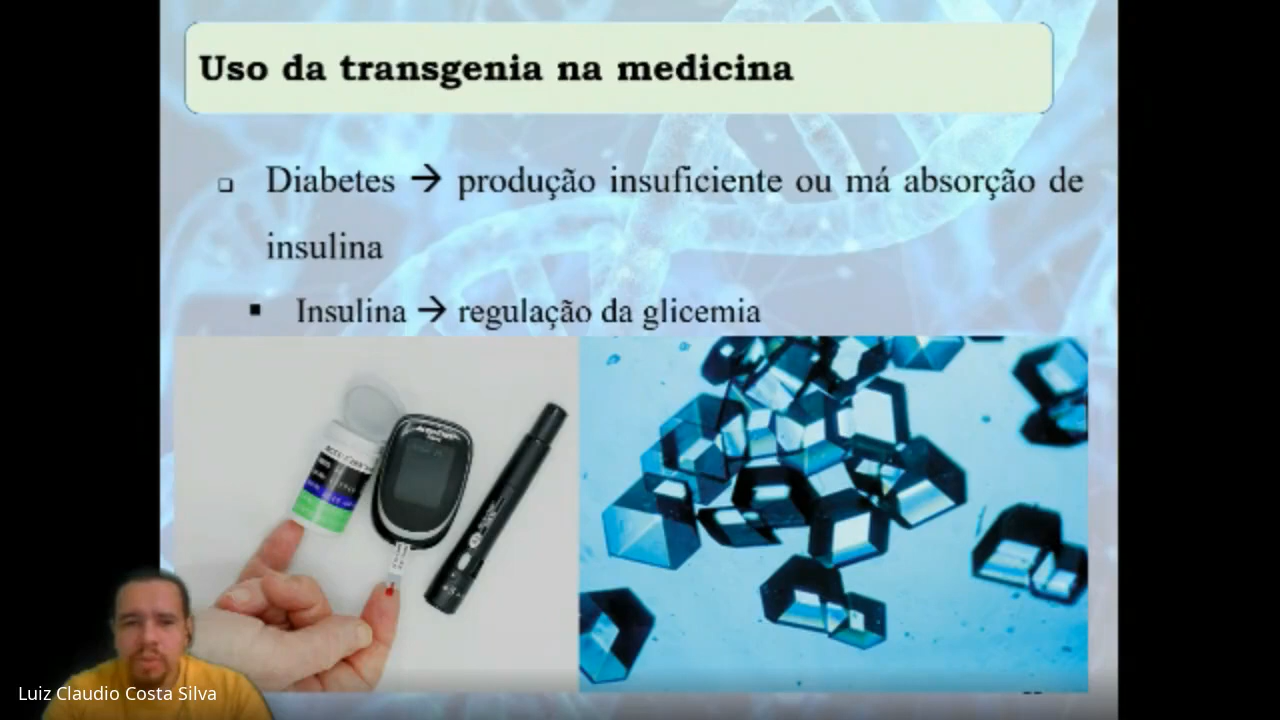 Uso da transgenia na medicina
Diabetes → produção insuficiente ou má absorção de
insulina
Insulina → regulação da glicemia
Luiz Claudio Costa Silva